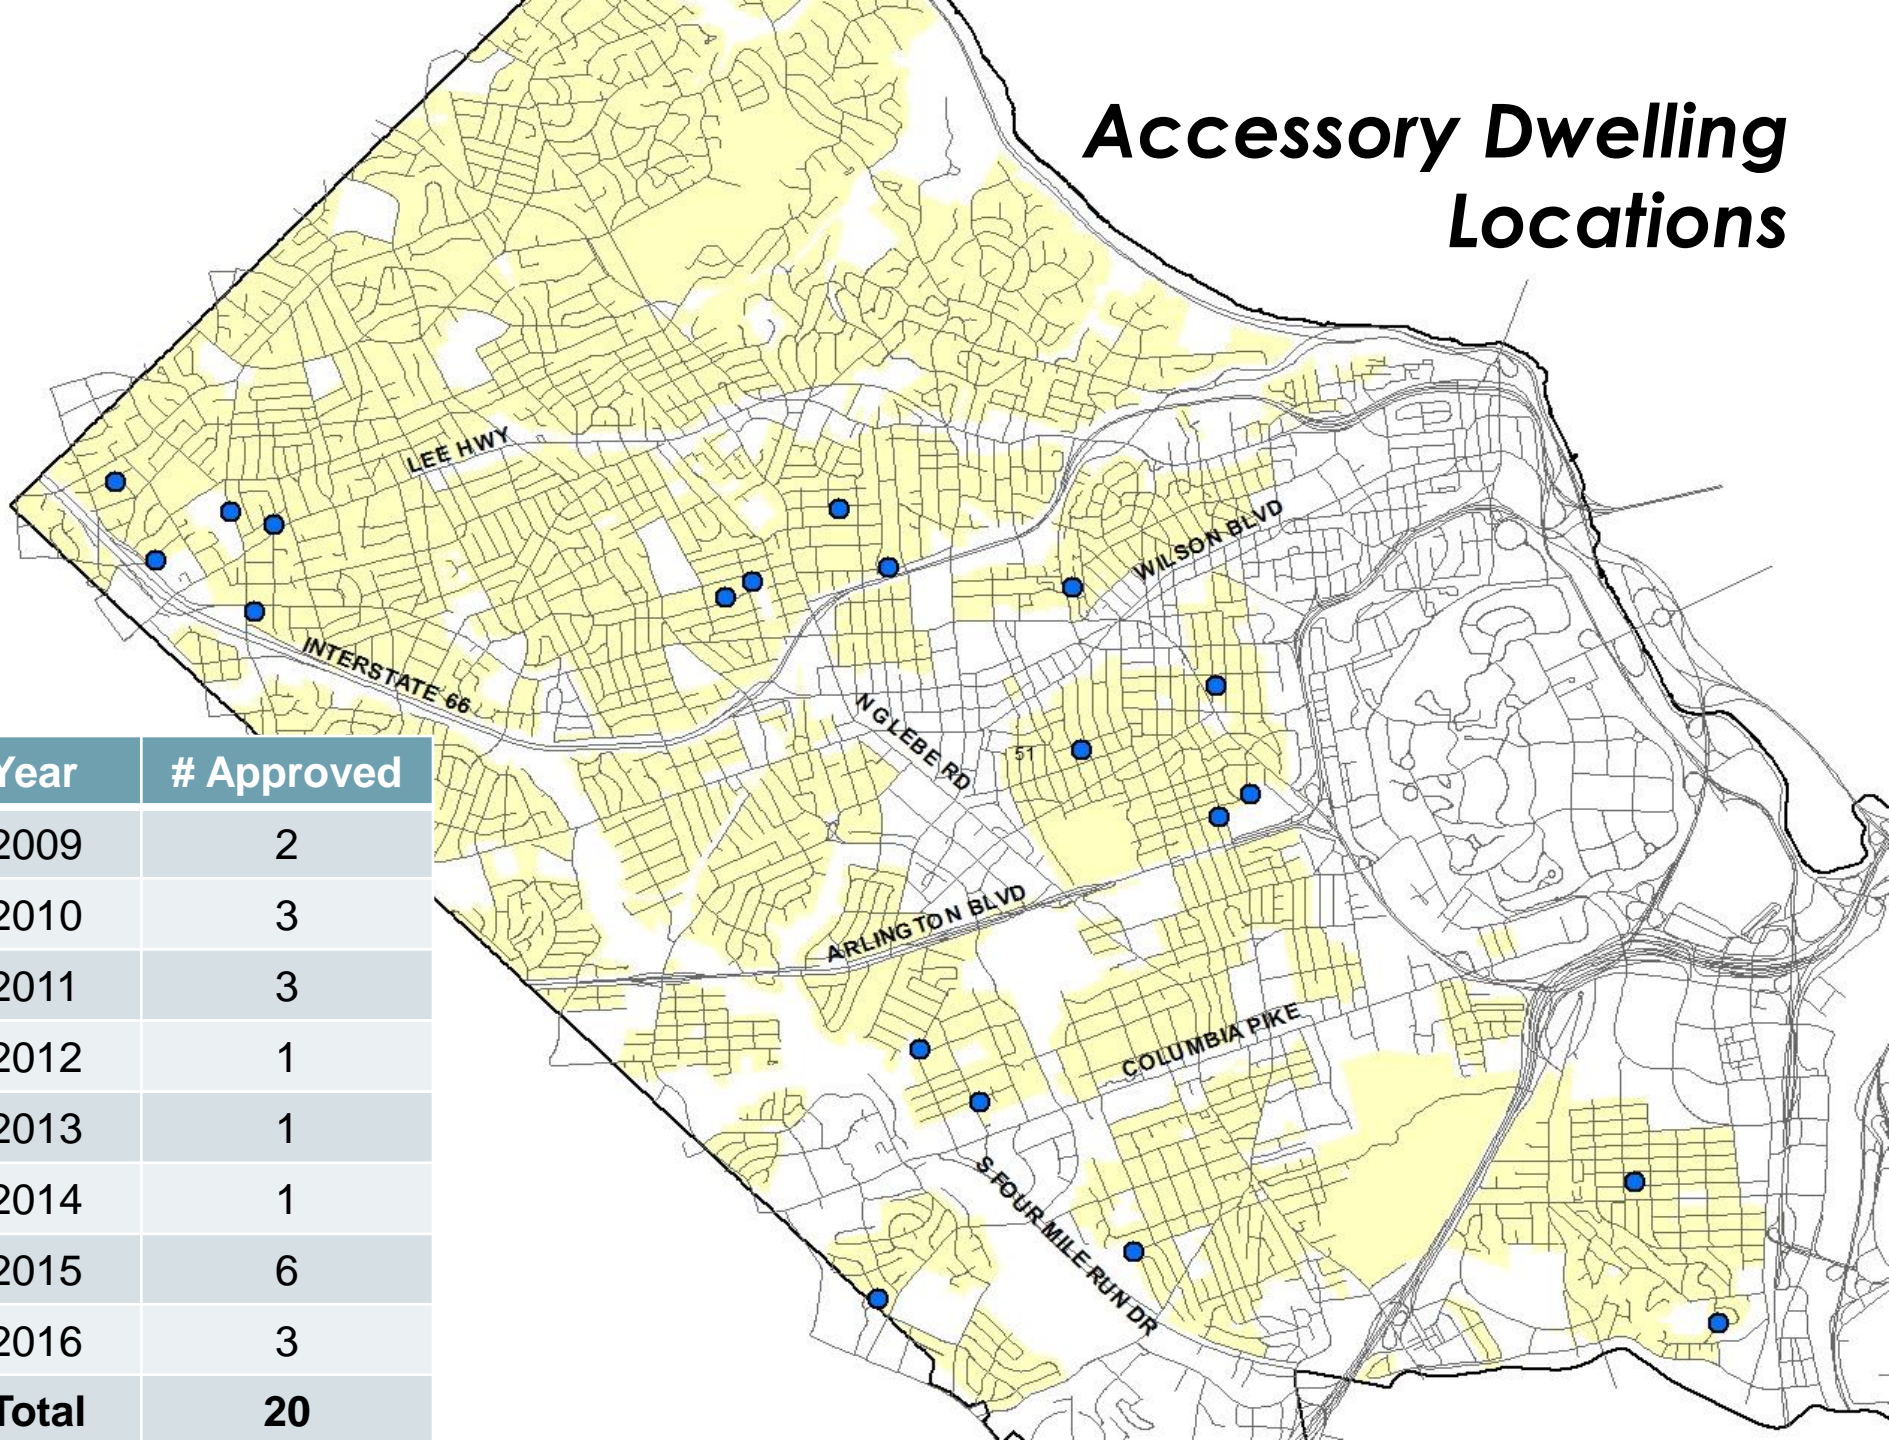 Accessory Dwelling
Locations
LEE HWY
WILSON BLVD
INTERSTATE 66
N GLEBE RD
51
ARLINGTON BLVD
COLUMBIA PIKE
S FOUR MILE RUN DR
Year # Approved
2009 2
2010 3
2011 3
2012 1
2013 1
2014 1
2015 6
2016 3
Total 20